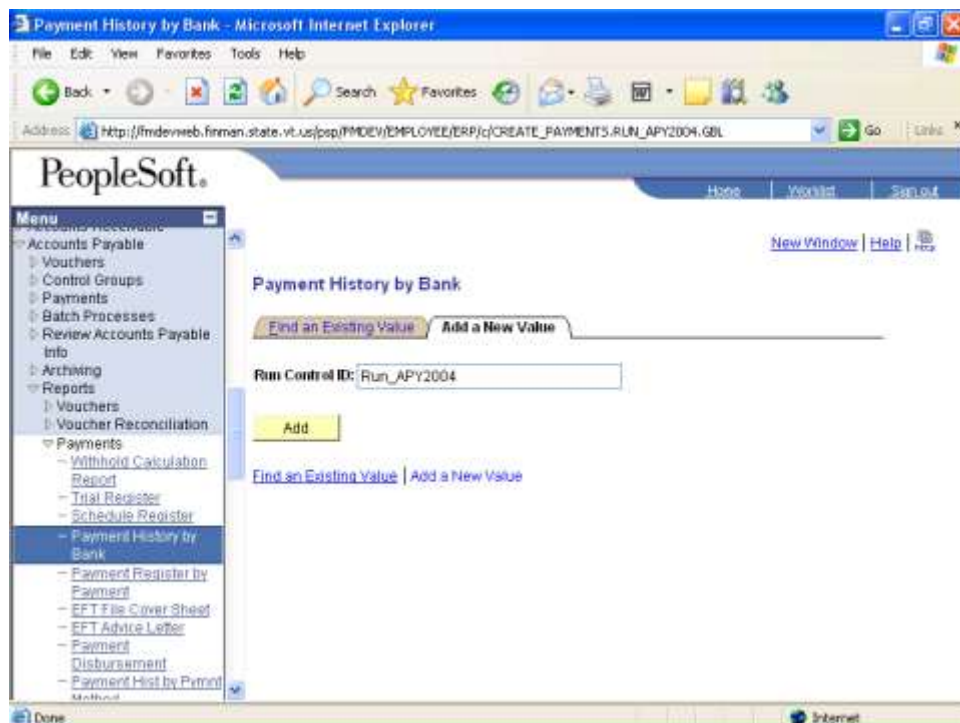 Payment History by Bank - Microsoft Internet Explorer
File Edit View Favorites Tools Help
Back Search Favorites
Address http://fmdevweb.finman.state.vt.us/psp/FMDEV/EMPLOYEE/ERP/c/CREATE_PAYMENTS.RUN_APY2004.GBL Go Links
PeopleSoft.
Home Worklist Sign out
Menu
Accounts Receivable
Accounts Payable
Vouchers
Control Groups
Payments
Batch Processes
Review Accounts Payable
Info
Archiving
Reports
Vouchers
Voucher Reconciliation
Payments
Withhold Calculation
Report
Trial Register
Schedule Register
Payment History by
Bank
Payment Register by
Payment
EFT File Cover Sheet
EFT Advice Letter
Payment
Disbursement
Payment Hist by Pymnt
Method
New Window | Help |
Payment History by Bank
Find an Existing Value Add a New Value
Run Control ID: Run_APY2004
Add
Find an Existing Value | Add a New Value
Done Internet